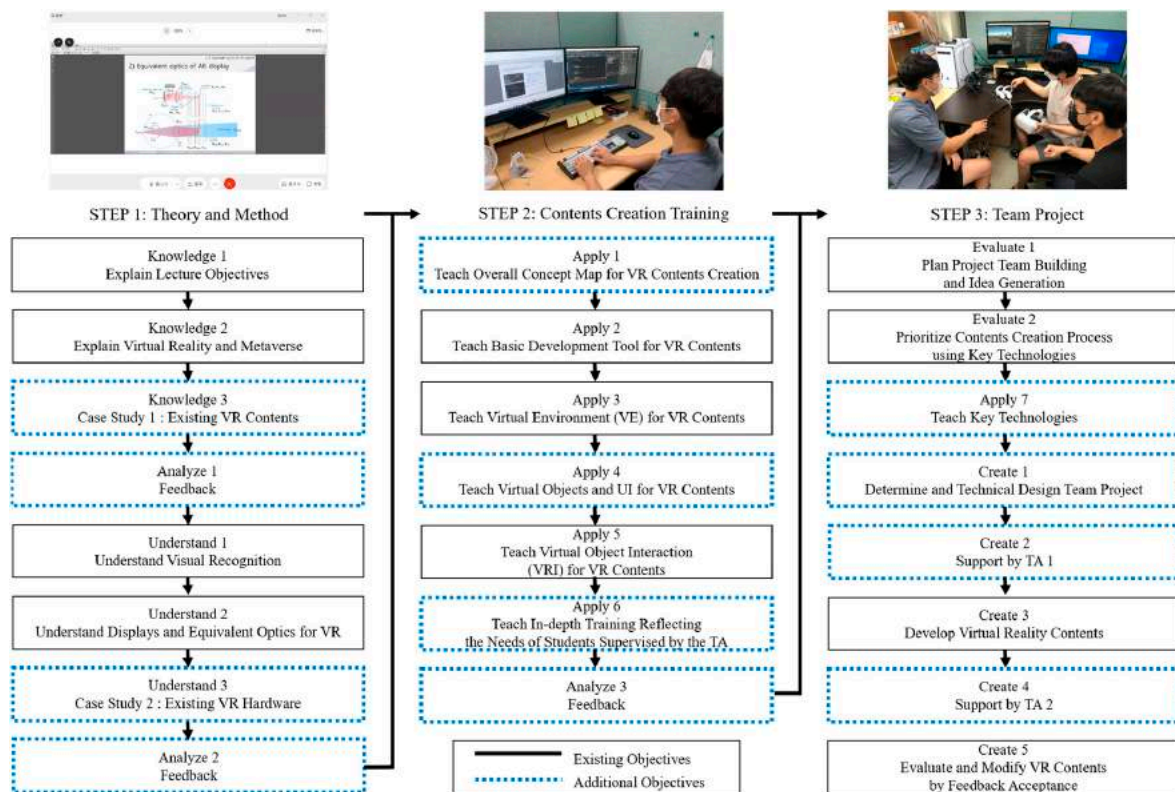 2) Equivalent optics of AR display
STEP 1: Theory and Method
Knowledge 1
Explain Lecture Objectives
Knowledge 2
Explain Virtual Reality and Metaverse
Knowledge 3
Case Study 1 : Existing VR Contents
Analyze 1
Feedback
Understand 1
Understand Visual Recognition
Understand 2
Understand Displays and Equivalent Optics for VR
Understand 3
Case Study 2 : Existing VR Hardware
Analyze 2
Feedback
STEP 2: Contents Creation Training
Apply 1
Teach Overall Concept Map for VR Contents Creation
Apply 2
Teach Basic Development Tool for VR Contents
Apply 3
Teach Virtual Environment (VE) for VR Contents
Apply 4
Teach Virtual Objects and UI for VR Contents
Apply 5
Teach Virtual Object Interaction
(VRI) for VR Contents
Apply 6
Teach In-depth Training Reflecting
the Needs of Students Supervised by the TA
Analyze 3
Feedback
Existing Objectives
Additional Objectives
STEP 3: Team Project
Evaluate 1
Plan Project Team Building
and Idea Generation
Evaluate 2
Prioritize Contents Creation Process
using Key Technologies
Apply 7
Teach Key Technologies
Create 1
Determine and Technical Design Team Project
Create 2
Support by TA 1
Create 3
Develop Virtual Reality Contents
Create 4
Support by TA 2
Create 5
Evaluate and Modify VR Contents
by Feedback Acceptance